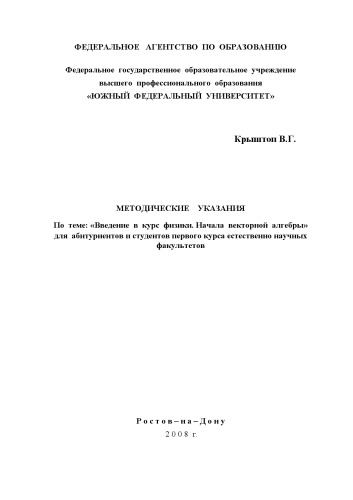 ФЕДЕРАЛЬНОЕ АГЕНТСТВО ПО ОБРАЗОВАНИЮ
Федеральное государственное образовательное учреждение
высшего профессионального образования
«ЮЖНЫЙ ФЕДЕРАЛЬНЫЙ УНИВЕРСИТЕТ»
Крыштоп В.Г.
МЕТОДИЧЕСКИЕ УКАЗАНИЯ
По теме: «Введение в курс физики. Начала векторной алгебры»
для абитуриентов и студентов первого курса естественно научных
факультетов
Ростов–на–Дону
2008 г.